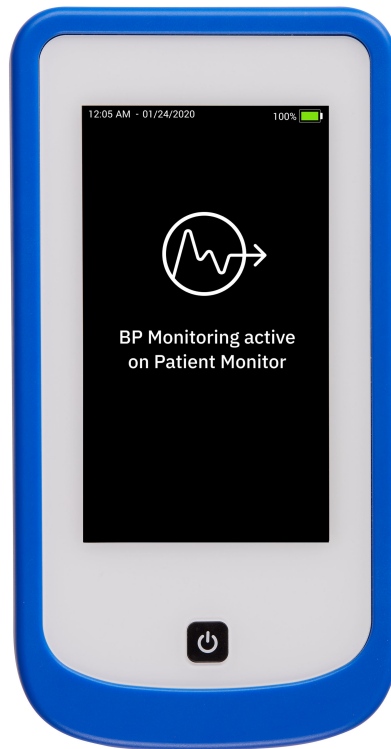 12:05 AM - 01/24/2020 100%
BP Monitoring active
on Patient Monitor